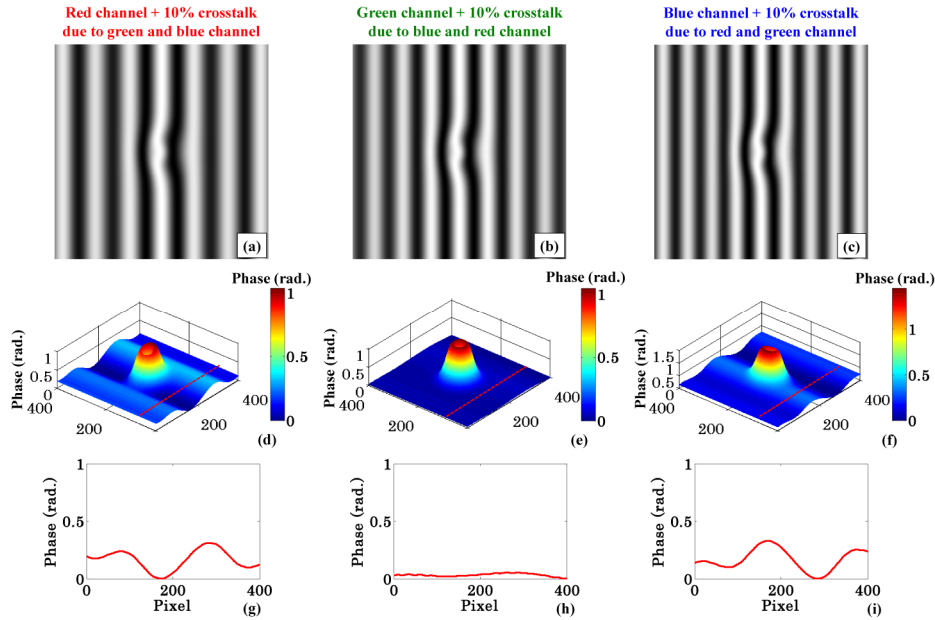 Red channel + 10% crosstalk
due to green and blue channel
Green channel + 10% crosstalk
due to blue and red channel
Blue channel + 10% crosstalk
due to red and green channel
(a)
(b)
(c)
Phase (rad.)
Phase (rad.)
Phase (rad.)
Phase (rad.)
1
0.5
0
400
200
200
400
1
0.5
0
(d)
Phase (rad.)
1
0.5
0
400
200
200
400
1
0.5
0
(e)
Phase (rad.)
1.5
1
0.5
0
400
200
200
400
1
0.5
0
(f)
Phase (rad.)
1
0.5
0
0
200
400
Pixel
(g)
Phase (rad.)
1
0.5
0
0
200
400
Pixel
(h)
Phase (rad.)
1
0.5
0
0
200
400
Pixel
(i)